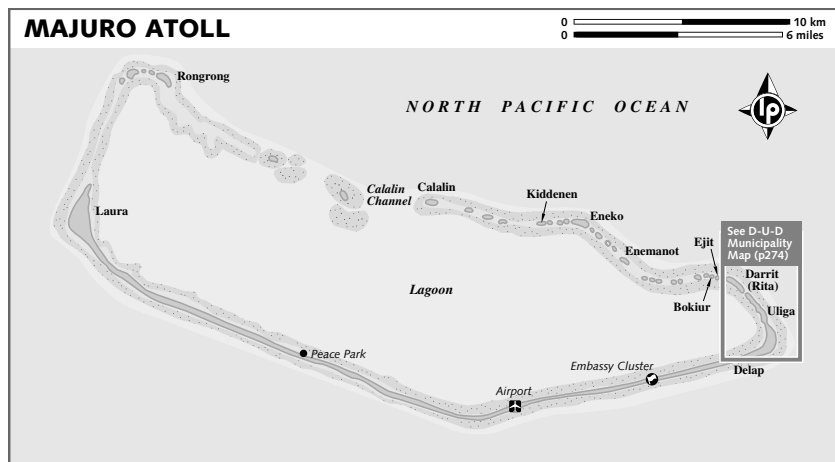 MAJURO ATOLL
0 10 km
0 6 miles
Rongrong
NORTH PACIFIC OCEAN
lp
Calalin
Channel
Calalin
Kiddenen
Laura
Eneko
See D-U-D
Municipality
Map (p274)
Ejit
Enemanot
Darrit
(Rita)
Lagoon
Bokiur
Uliga
Peace Park
Embassy Cluster
Delap
Airport